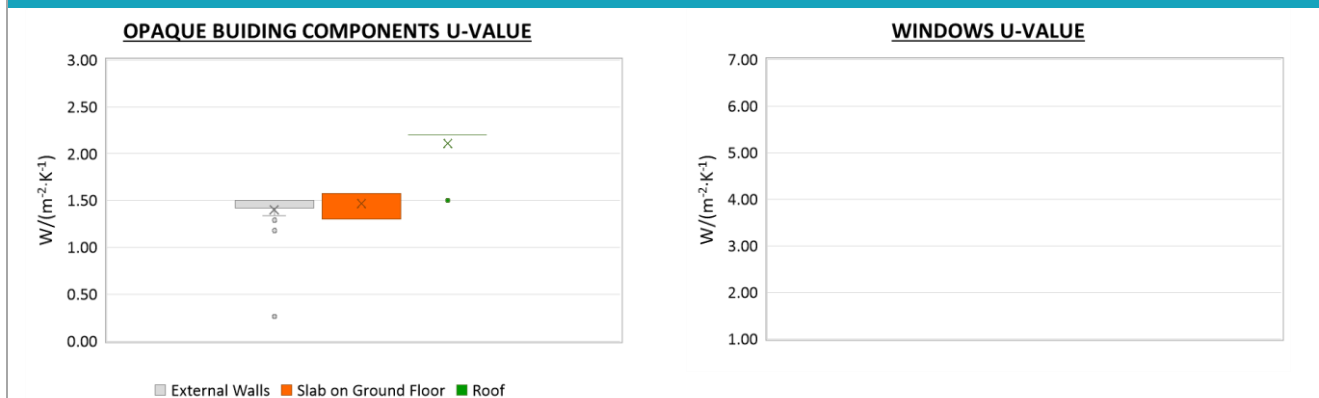 OPAQUE BUIDING COMPONENTS U-VALUE
3.00
2.50
2.00
1.50
1.00
0.50
0.00
W/(m⁻²·K⁻¹)
External Walls Slab on Ground Floor Roof
WINDOWS U-VALUE
7.00
6.00
5.00
4.00
3.00
2.00
1.00
W/(m⁻²·K⁻¹)